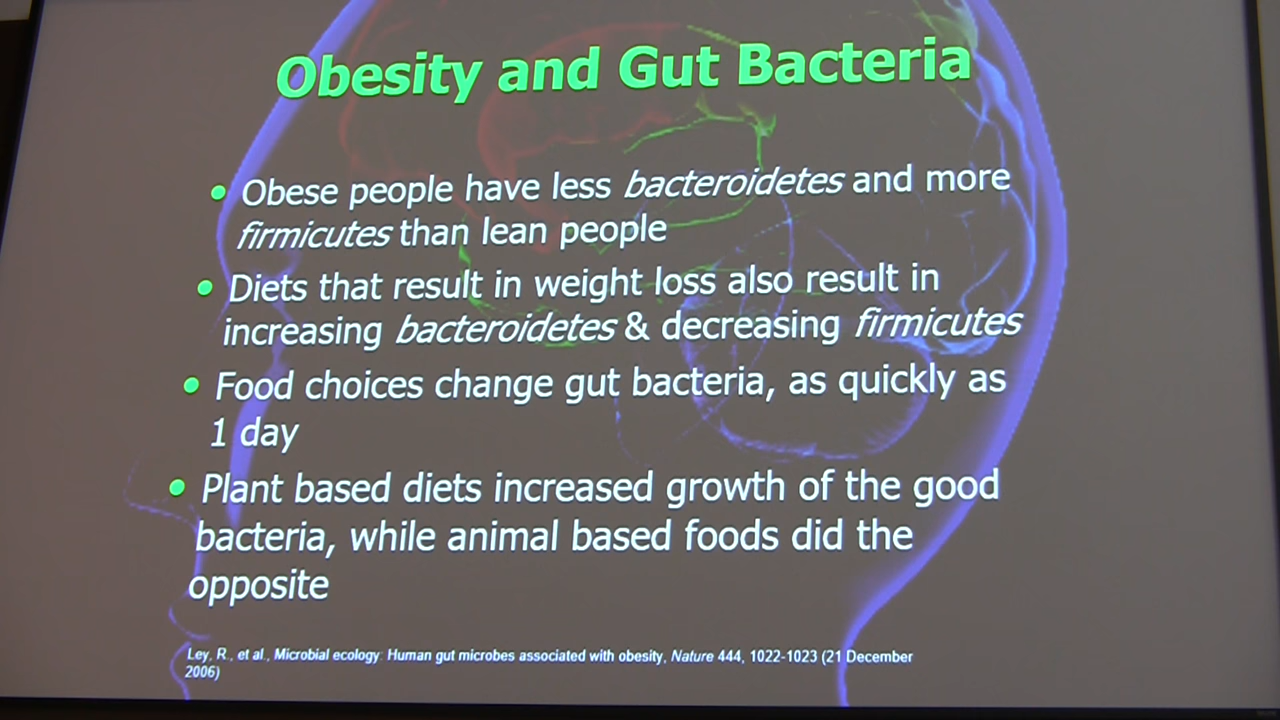 Obesity and Gut Bacteria
• Obese people have less bacteroidetes and more
firmicutes than lean people
• Diets that result in weight loss also result in
increasing bacteroidetes & decreasing firmicutes
• Food choices change gut bacteria, as quickly as
1 day
• Plant based diets increased growth of the good
bacteria, while animal based foods did the
opposite
Ley, R., et al., Microbial ecology: Human gut microbes associated with obesity, Nature 444, 1022-1023 (21 December
2006)